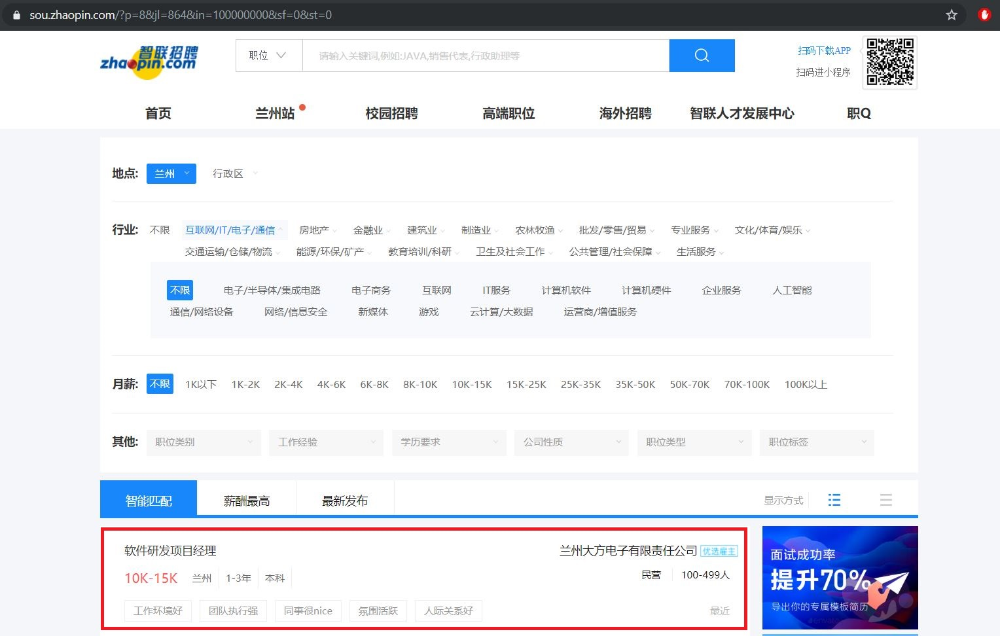 sou.zhaopin.com/?p=8&jl=864&in=100000000&sf=0&st=0
智联招聘
zhaopin.com
职位
请输入关键词,例如:JAVA,销售代表,行政助理等
扫码下载APP
扫码进小程序
首页 兰州站 校园招聘 高端职位 海外招聘 智联人才发展中心 职Q
地点: 兰州 行政区
行业: 不限 互联网/IT/电子/通信 房地产 金融业 建筑业 制造业 农林牧渔 批发/零售/贸易 专业服务 文化/体育/娱乐
交通运输/仓储/物流 能源/环保/矿产 教育培训/科研 卫生及社会工作 公共管理/社会保障 生活服务
不限 电子/半导体/集成电路 电子商务 互联网 IT服务 计算机软件 计算机硬件 企业服务 人工智能
通信/网络设备 网络/信息安全 新媒体 游戏 云计算/大数据 运营商/增值服务
月薪: 不限 1K以下 1K-2K 2K-4K 4K-6K 6K-8K 8K-10K 10K-15K 15K-25K 25K-35K 35K-50K 50K-70K 70K-100K 100K以上
其他: 职位类别 工作经验 学历要求 公司性质 职位类型 职位标签
智能匹配 薪酬最高 最新发布 显示方式
软件研发项目经理 兰州大方电子有限责任公司 优选雇主
10K-15K 兰州 1-3年 本科 民营 100-499人
工作环境好 团队执行强 同事很nice 氛围活跃 人际关系好 最近
面试成功率
提升70%
导出你的专属模板简历
envato